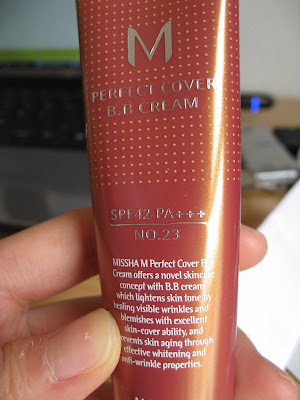 M
PERFECT COVER
B.B CREAM
SPF42 PA+++
NO.23
MISSHA M Perfect Cover B.B
Cream offers a novel skincare
concept with B.B cream
which lightens skin tone by
healing visible wrinkles and
blemishes with excellent
skin-cover ability, and
prevents skin aging through
effective whitening and
anti-wrinkle properties.